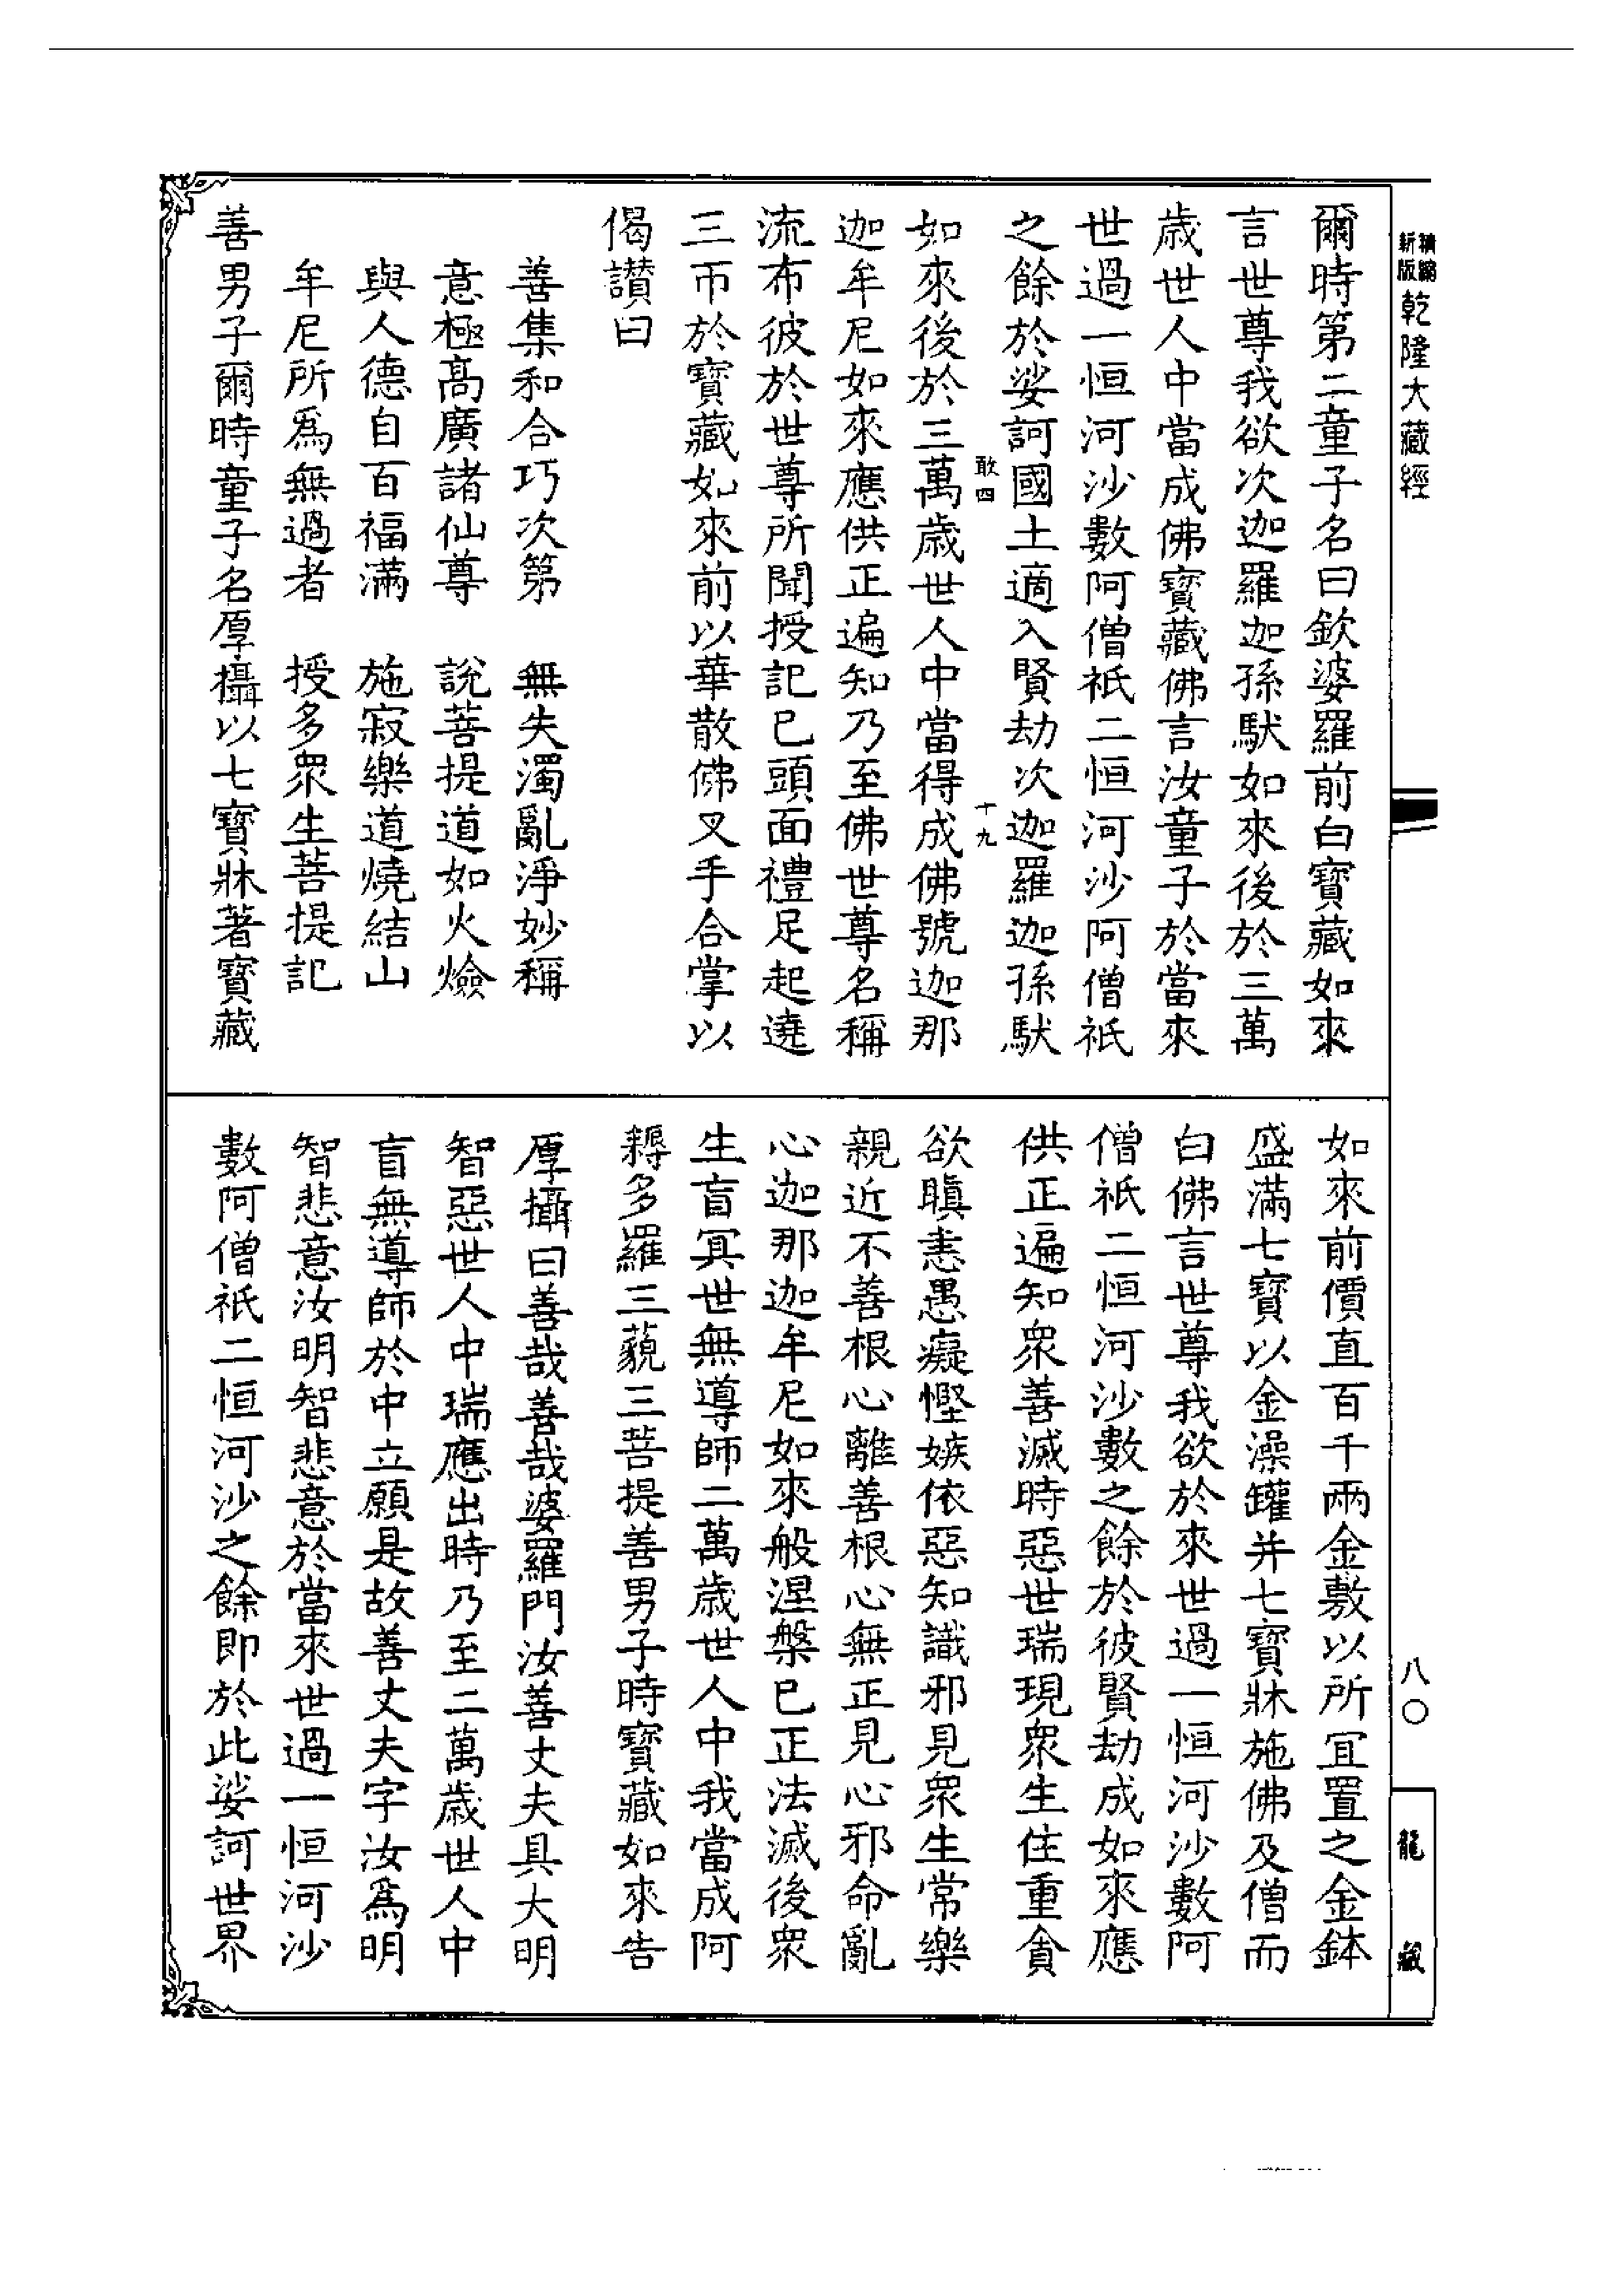 精縮新版
乾隆大藏經
爾時第二童子名曰欽婆羅前白寶藏如來
言世尊我欲次迦羅迦孫馱如來後於三萬
歲世人中當成佛寶藏佛言汝童子於當來
世過一恒河沙數阿僧祇二恒河沙阿僧祇
之餘於娑訶國土適入賢劫次迦羅迦孫馱
敢四
十九
如來後於三萬歲世人中當得成佛號迦那
迦牟尼如來應供正遍知乃至佛世尊名稱
流布彼於世尊所聞授記已頭面禮足起遶
三帀於寶藏如來前以華散佛叉手合掌以
偈讃曰
善集和合巧次第　無失濁亂淨妙稱
意極高廣諸仙尊　說菩提道如火燄
與人德自百福滿　施寂樂道燒結山
牟尼所爲無過者　授多衆生菩提記
善男子爾時童子名厚攝以七寶牀著寶藏
如來前價直百千兩金敷以所宜置之金鉢
盛滿七寶以金澡罐并七寶牀施佛及僧而
白佛言世尊我欲於來世過一恒河沙數阿
僧祇二恒河沙數之餘於彼賢劫成如來應
供正遍知衆善滅時惡世瑞現衆生住重貪
欲瞋恚愚癡慳嫉依惡知識邪見衆生常樂
親近不善根心離善根心無正見心邪命亂
心迦那迦牟尼如來般涅槃已正法滅後衆
生盲冥世無導師二萬歲世人中我當成阿
耨多羅三藐三菩提善男子時寶藏如來告
厚攝曰善哉善哉婆羅門汝善丈夫具大明
智惡世人中瑞應出時乃至二萬歲世人中
盲無導師於中立願是故善丈夫字汝爲明
智悲意汝明智悲意於當來世過一恒河沙
數阿僧祇二恒河沙之餘即於此娑訶世界
八〇
龍藏